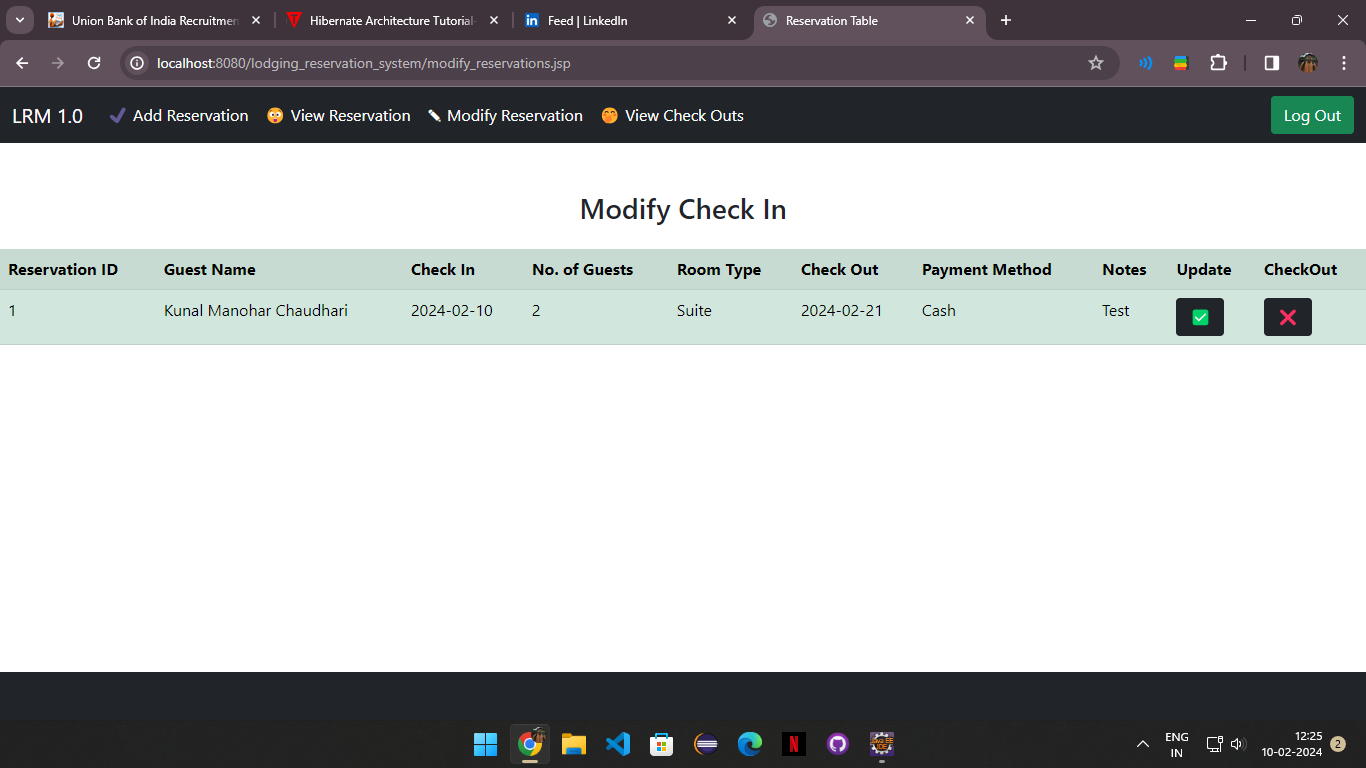 Union Bank of India Recruitmen
Hibernate Architecture Tutorial-
Feed | LinkedIn
Reservation Table
localhost:8080/lodging_reservation_system/modify_reservations.jsp
LRM 1.0 Add Reservation View Reservation Modify Reservation View Check Outs Log Out
Modify Check In
Reservation ID Guest Name Check In No. of Guests Room Type Check Out Payment Method Notes Update CheckOut
1 Kunal Manohar Chaudhari 2024-02-10 2 Suite 2024-02-21 Cash Test
ENG
IN
12:25
10-02-2024
2